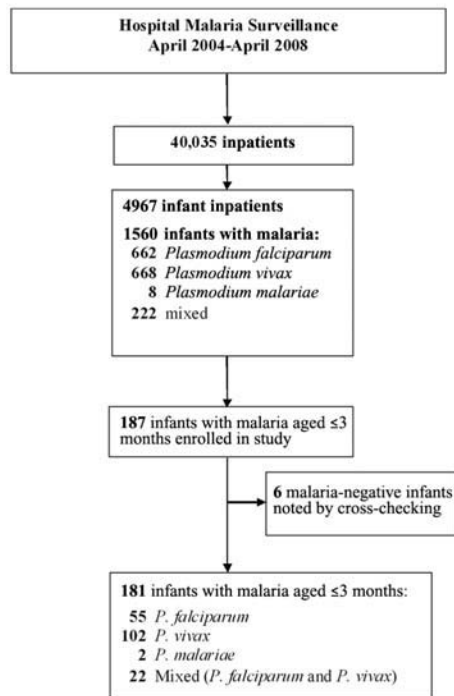 Hospital Malaria Surveillance
April 2004-April 2008
40,035 inpatients
4967 infant inpatients
1560 infants with malaria:
662 Plasmodium falciparum
668 Plasmodium vivax
8 Plasmodium malariae
222 mixed
187 infants with malaria aged ≤3
months enrolled in study
6 malaria-negative infants
noted by cross-checking
181 infants with malaria aged ≤3 months:
55 P. falciparum
102 P. vivax
2 P. malariae
22 Mixed (P. falciparum and P. vivax)